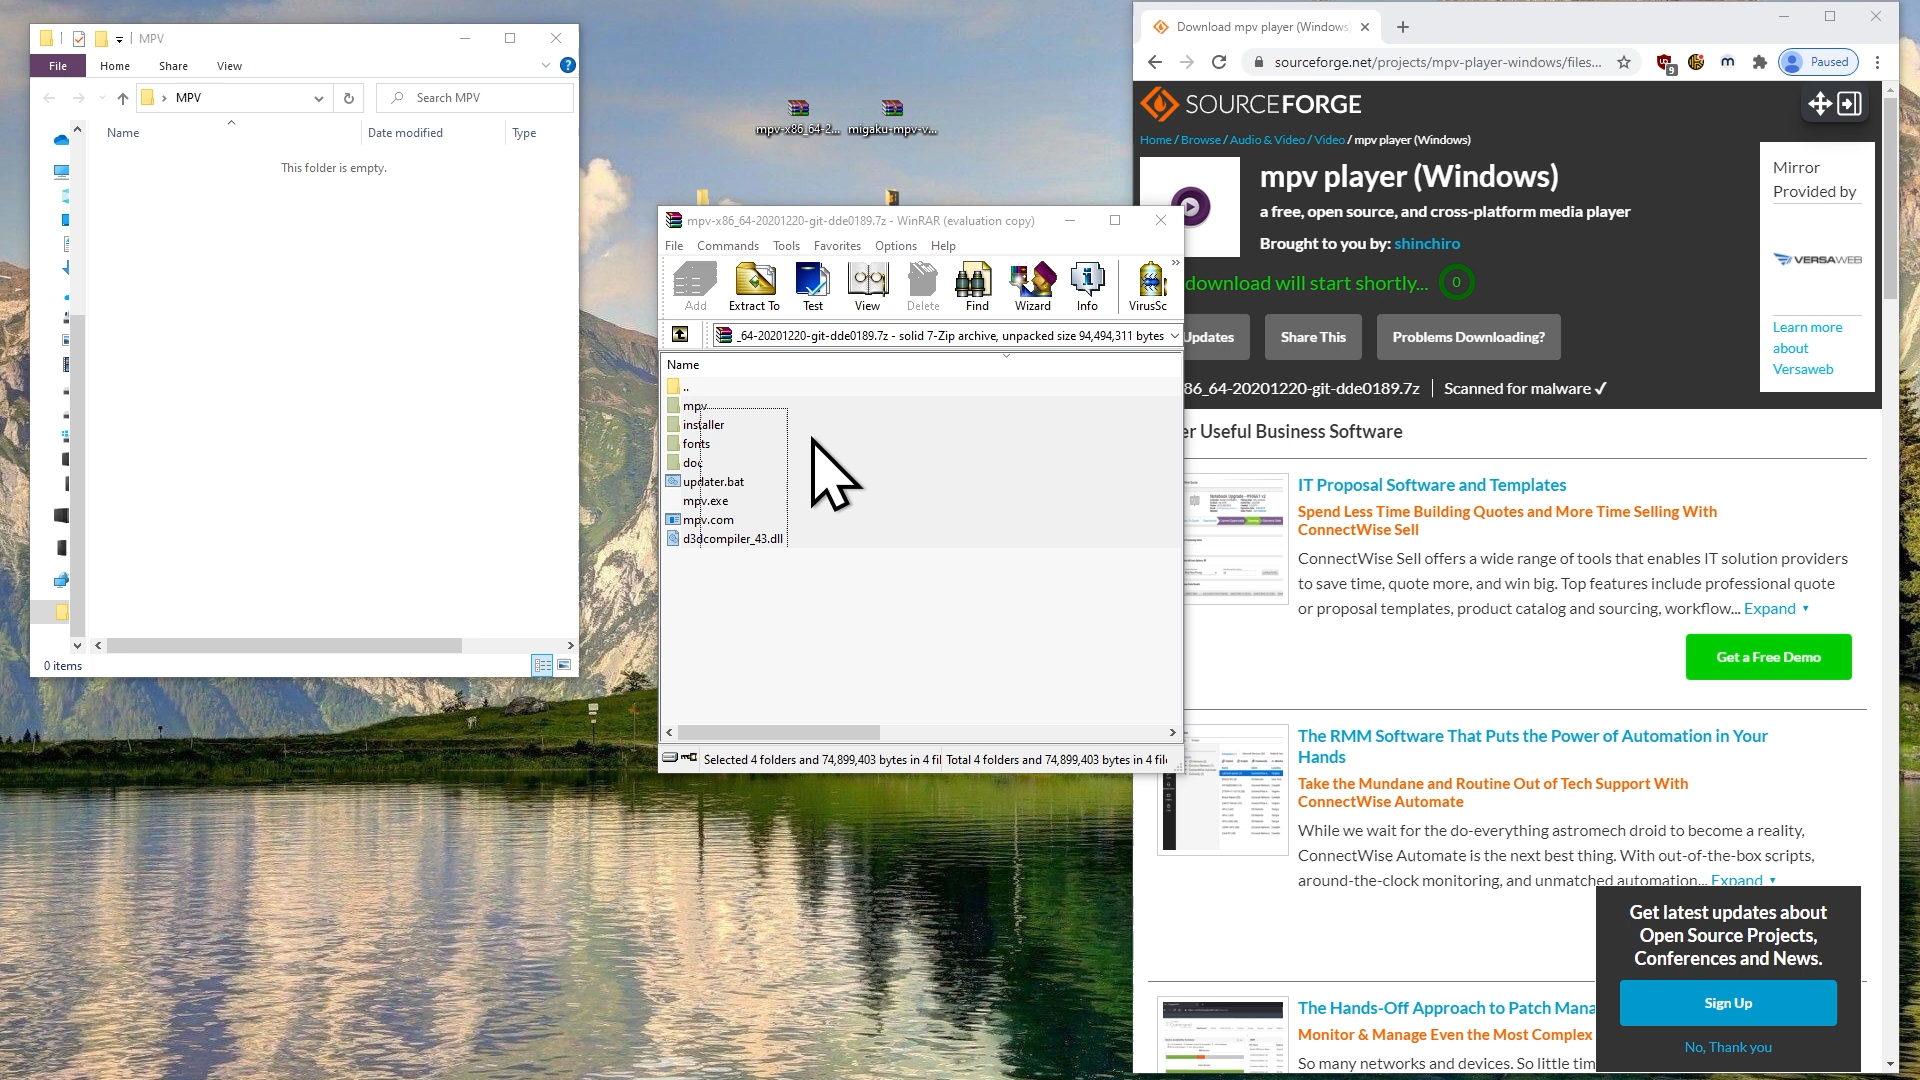 MPV
File
Home
Share
View
MPV
Search MPV
Name
Date modified
Type
This folder is empty.
0 items
mpv-x86_64-2...
migaku-mpv-v...
mpv-x86_64-20201220-git-dde0189.7z - WinRAR (evaluation copy)
File
Commands
Tools
Favorites
Options
Help
Add
Extract To
Test
View
Delete
Find
Wizard
Info
VirusSc
_64-20201220-git-dde0189.7z - solid 7-Zip archive, unpacked size 94,494,311 bytes
Name
..
mpv
installer
fonts
doc
updater.bat
mpv.exe
mpv.com
d3dcompiler_43.dll
Selected 4 folders and 74,899,403 bytes in 4 fil
Total 4 folders and 74,899,403 bytes in 4 file
Download mpv player (Windows)
sourceforge.net/projects/mpv-player-windows/files...
9
m
Paused
SOURCEFORGE
Home / Browse / Audio & Video / Video / mpv player (Windows)
mpv player (Windows)
a free, open source, and cross-platform media player
Brought to you by: shinchiro
download will start shortly...
0
Updates
Share This
Problems Downloading?
86_64-20201220-git-dde0189.7z
Scanned for malware ✓
Mirror
Provided by
VERSAWEB
Learn more
about
Versaweb
er Useful Business Software
IT Proposal Software and Templates
Spend Less Time Building Quotes and More Time Selling With
ConnectWise Sell
ConnectWise Sell offers a wide range of tools that enables IT solution providers
to save time, quote more, and win big. Top features include professional quote
or proposal templates, product catalog and sourcing, workflow... Expand
Get a Free Demo
The RMM Software That Puts the Power of Automation in Your
Hands
Take the Mundane and Routine Out of Tech Support With
ConnectWise Automate
While we wait for the do-everything astromech droid to become a reality,
ConnectWise Automate is the next best thing. With out-of-the-box scripts,
around-the-clock monitoring, and unmatched automation... Expand
The Hands-Off Approach to Patch Mana
Monitor & Manage Even the Most Complex
So many networks and devices. So little tim
Get latest updates about
Open Source Projects,
Conferences and News.
Sign Up
No, Thank you